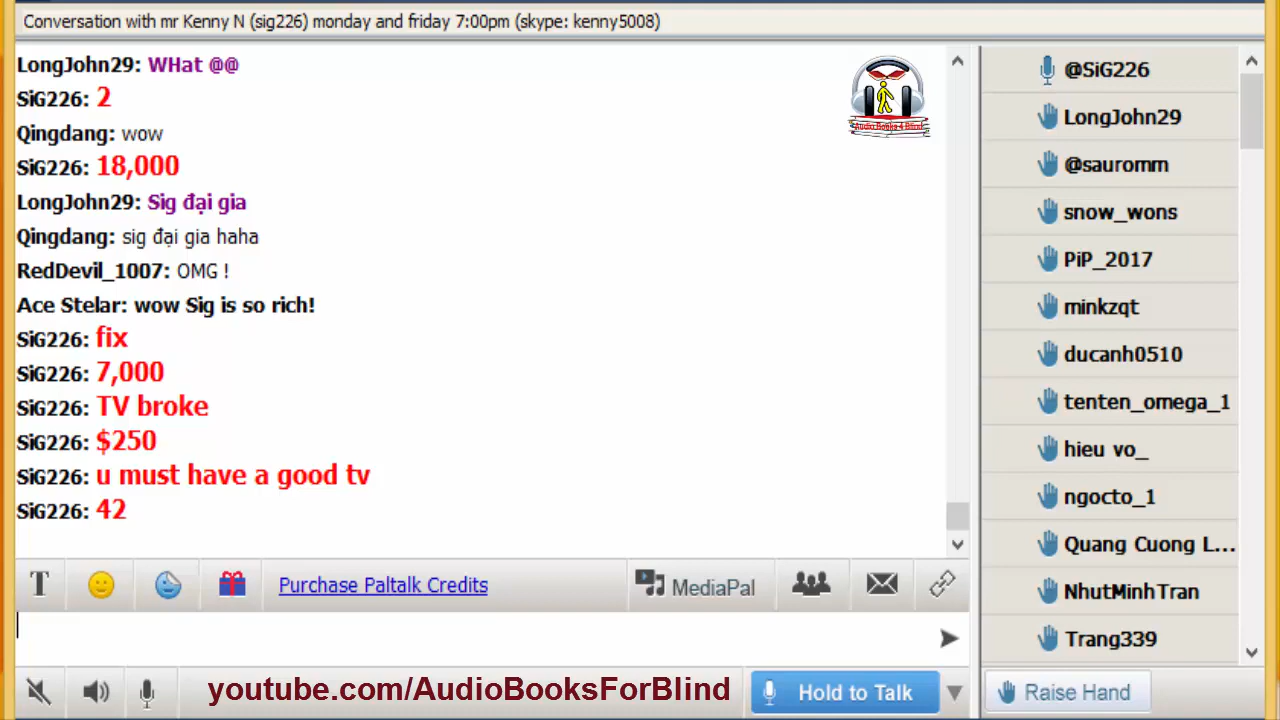 Conversation with mr Kenny N (sig226) monday and friday 7:00pm (skype: kenny5008)
LongJohn29: WHat @@
SiG226: 2
Qingdang: wow
SiG226: 18,000
LongJohn29: Sig đại gia
Qingdang: sig đại gia haha
RedDevil_1007: OMG !
Ace Stelar: wow Sig is so rich!
SiG226: fix
SiG226: 7,000
SiG226: TV broke
SiG226: $250
SiG226: u must have a good tv
SiG226: 42
Audio Books 4 Blind
@SiG226
LongJohn29
@sauromm
snow_wons
PiP_2017
minkzqt
ducanh0510
tenten_omega_1
hieu vo_
ngocto_1
Quang Cuong L...
NhutMinhTran
Trang339
T
Purchase Paltalk Credits
MediaPal
youtube.com/AudioBooksForBlind
Hold to Talk
Raise Hand